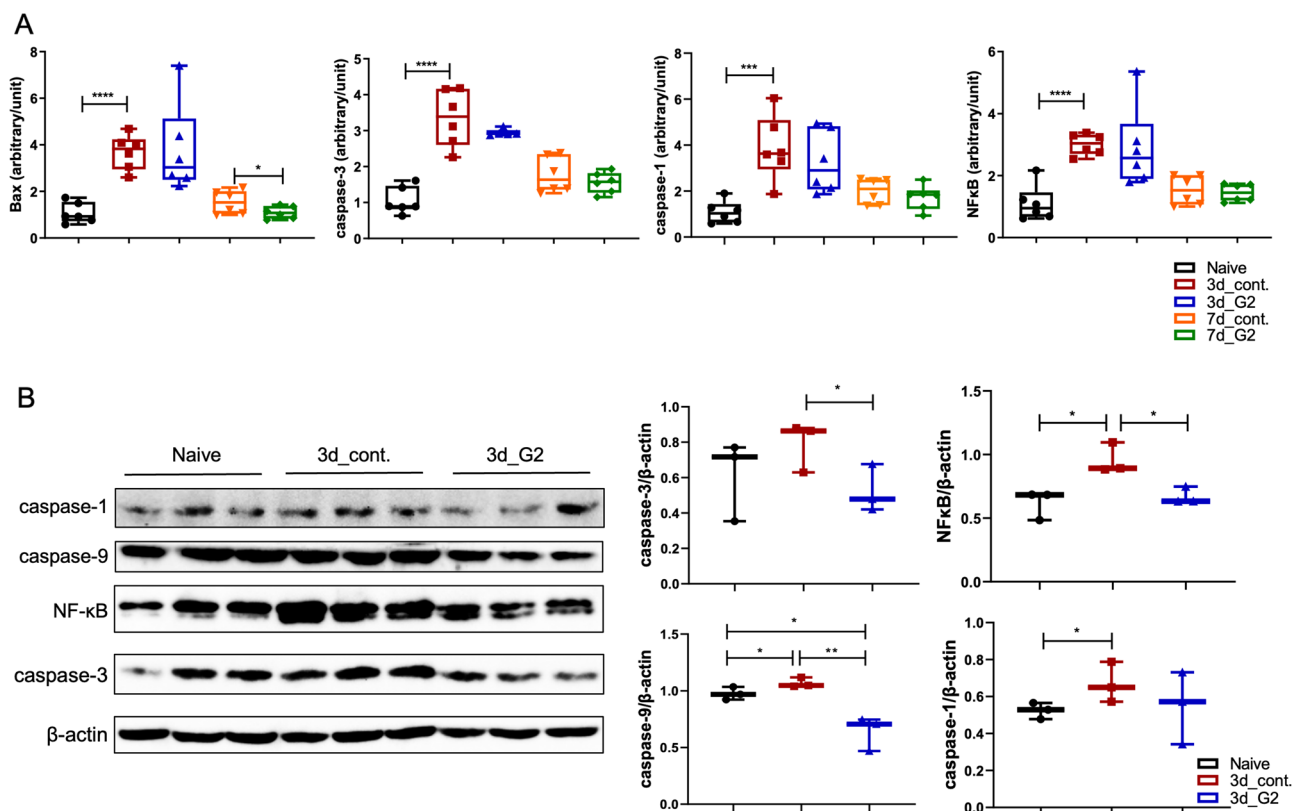 A
Bax (arbitrary/unit)
8
6
4
2
0
****
*
caspase-3 (arbitrary/unit)
5
4
3
2
1
0
****
caspase-1 (arbitrary/unit)
8
6
4
2
0
***
NFκB (arbitrary/unit)
6
4
2
0
****
Naive
3d_cont.
3d_G2
7d_cont.
7d_G2
B
Naive 3d_cont. 3d_G2
caspase-1
caspase-9
NF-κB
caspase-3
β-actin
caspase-3/β-actin
1.0
0.8
0.6
0.4
0.2
0.0
*
NFκB/β-actin
1.5
1.0
0.5
0.0
* *
caspase-9/β-actin
1.5
1.0
0.5
0.0
*
* **
caspase-1/β-actin
1.0
0.8
0.6
0.4
0.2
0.0
*
Naive
3d_cont.
3d_G2